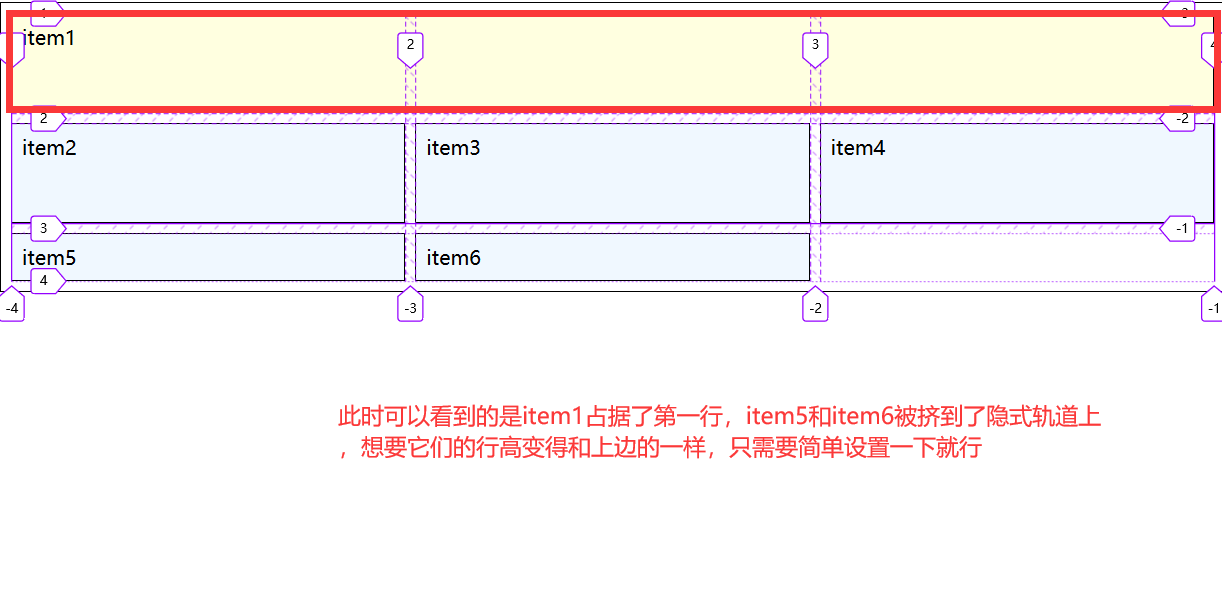 1
-3
item1
2
3
4
2
-2
item2
item3
item4
3
-1
item5
item6
4
-4
-3
-2
-1
此时可以看到的是item1占据了第一行，item5和item6被挤到了隐式轨道上
，想要它们的行高变得和上边的一样，只需要简单设置一下就行